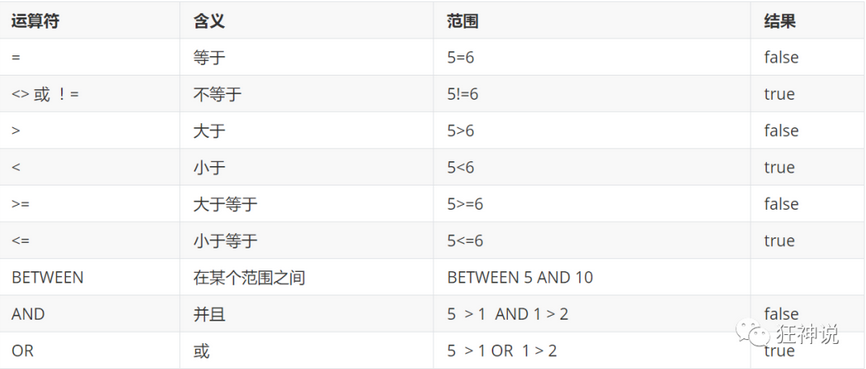 运算符 含义 范围 结果
= 等于 5=6 false
<> 或 ！= 不等于 5!=6 true
> 大于 5>6 false
< 小于 5<6 true
>= 大于等于 5>=6 false
<= 小于等于 5<=6 true
BETWEEN 在某个范围之间 BETWEEN 5 AND 10
AND 并且 5 > 1 AND 1 > 2 false
OR 或 5 > 1 OR 1 > 2 true
狂神说